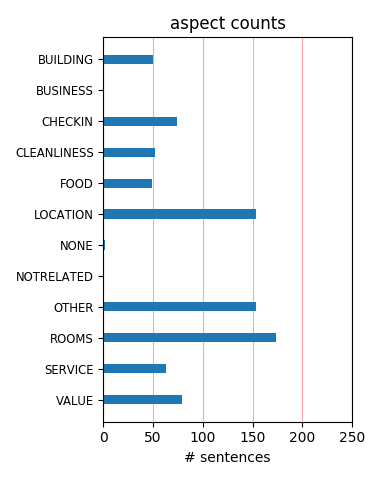 aspect counts
BUILDING
BUSINESS
CHECKIN
CLEANLINESS
FOOD
LOCATION
NONE
NOTRELATED
OTHER
ROOMS
SERVICE
VALUE
0 50 100 150 200 250
# sentences